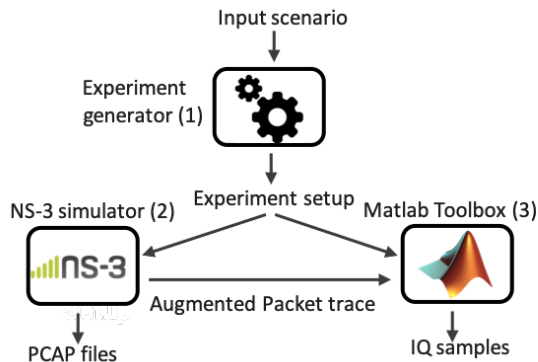 Input scenario
Experiment
generator (1)
Experiment setup
NS-3 simulator (2)
Matlab Toolbox (3)
NS-3
Augmented Packet trace
PCAP files
IQ samples